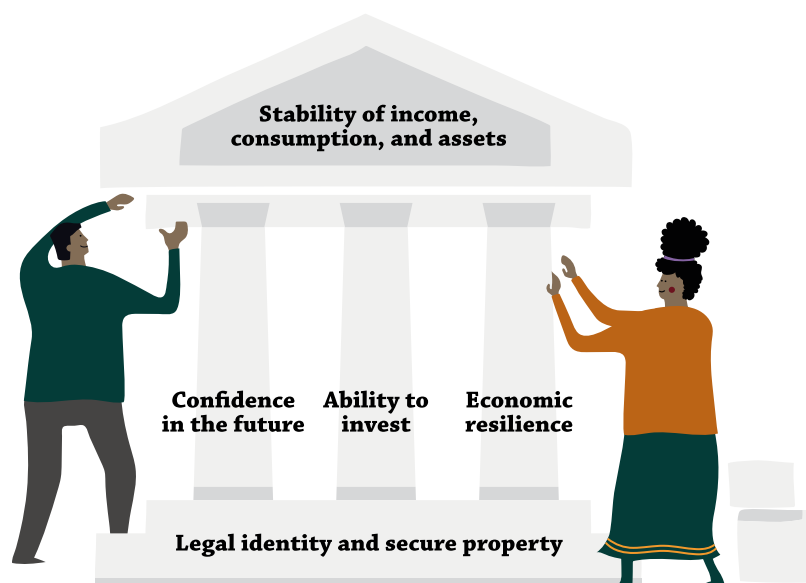 Stability of income,
consumption, and assets
Confidence
in the future
Ability to
invest
Economic
resilience
Legal identity and secure property